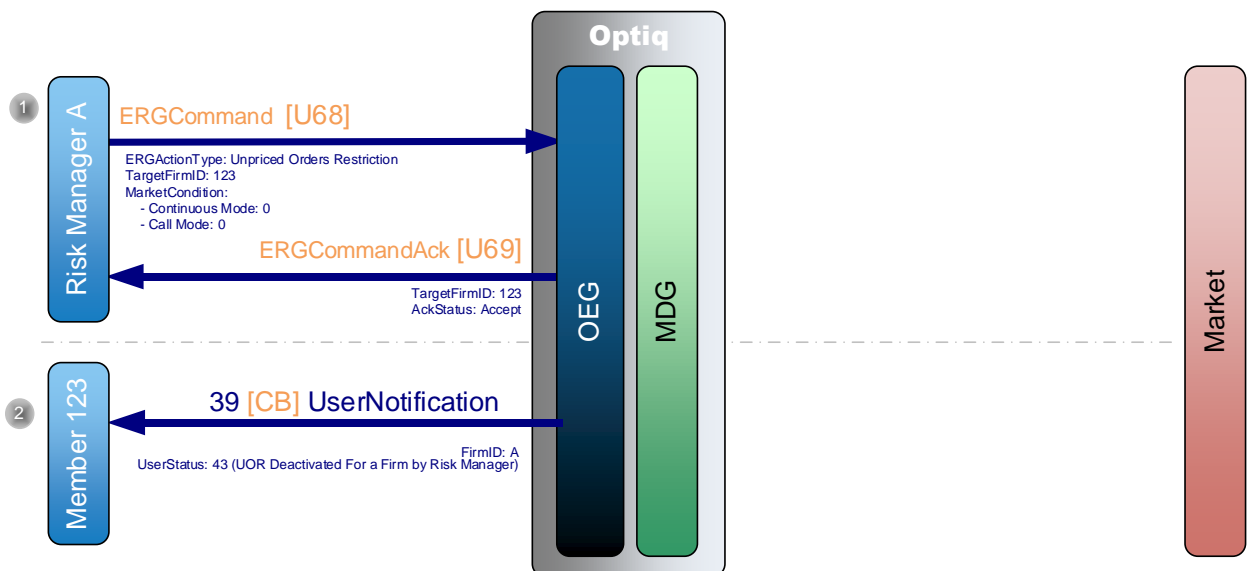 Optiq
1
Risk Manager A
ERGCommand [U68]
ERGActionType: Unpriced Orders Restriction
TargetFirmID: 123
MarketCondition:
- Continuous Mode: 0
- Call Mode: 0
ERGCommandAck [U69]
TargetFirmID: 123
AckStatus: Accept
OEG
MDG
Market
2
Member 123
39 [CB] UserNotification
FirmID: A
UserStatus: 43 (UOR Deactivated For a Firm by Risk Manager)